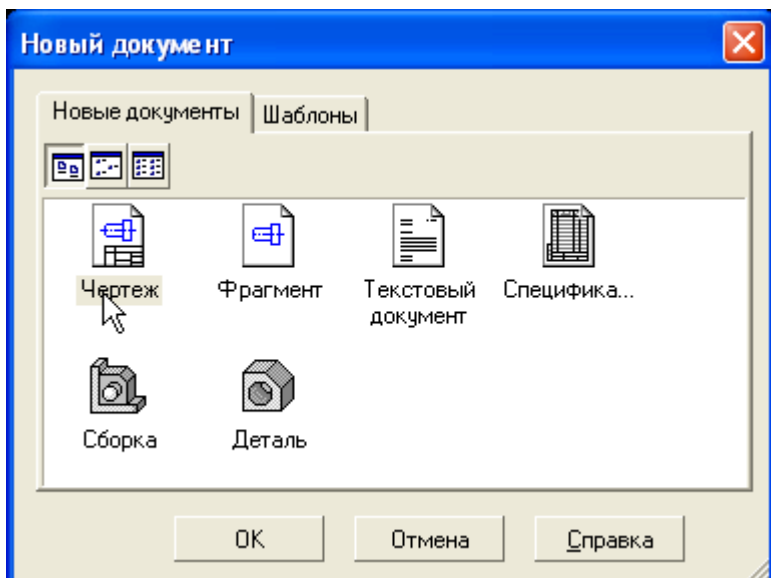 Новый документ
Новые документы Шаблоны
Чертеж Фрагмент Текстовый документ Специфика...
Сборка Деталь
OK Отмена Справка